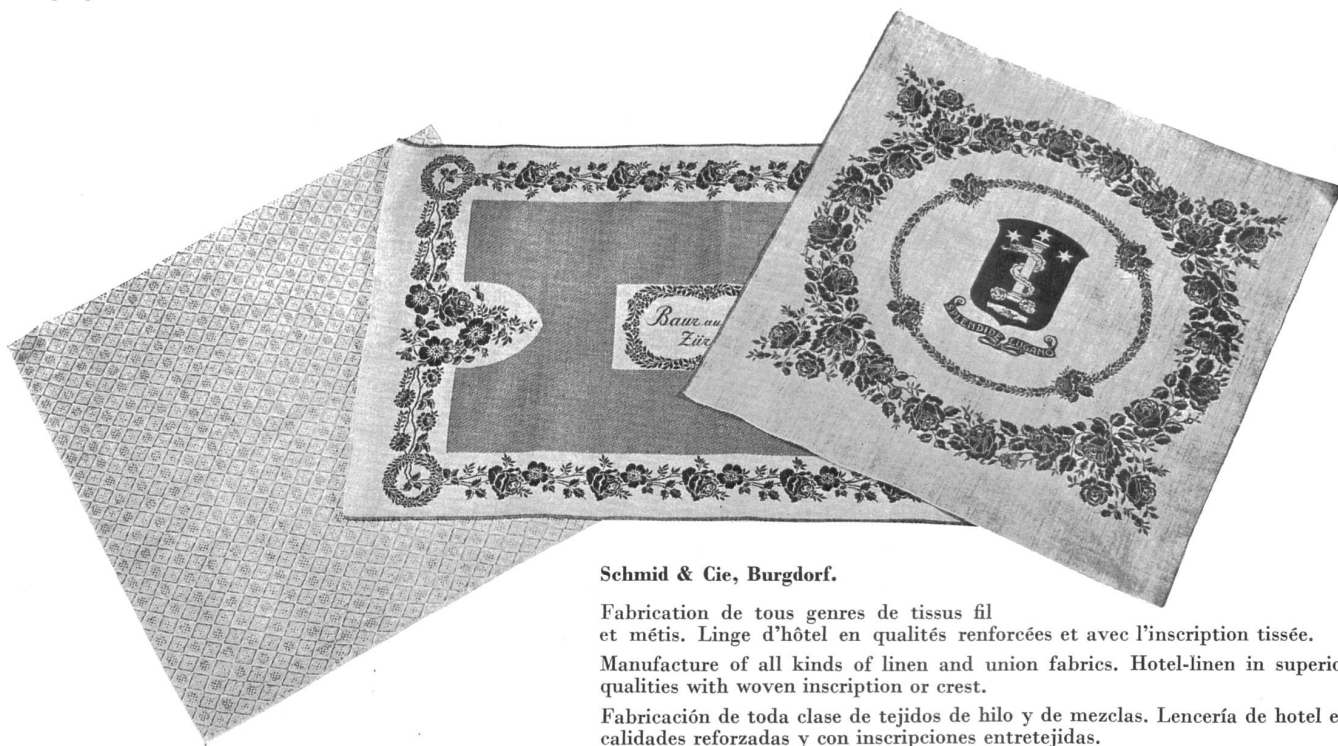 Baur au
Zür
SPLENDIDE LUGANO
Schmid & Cie, Burgdorf.
Fabrication de tous genres de tissus fil
et métis. Linge d'hôtel en qualités renforcées et avec l'inscription tissée.
Manufacture of all kinds of linen and union fabrics. Hotel-linen in superio
qualities with woven inscription or crest.
Fabricación de toda clase de tejidos de hilo y de mezclas. Lencería de hotel e
calidades reforzadas y con inscripciones entretejidas.